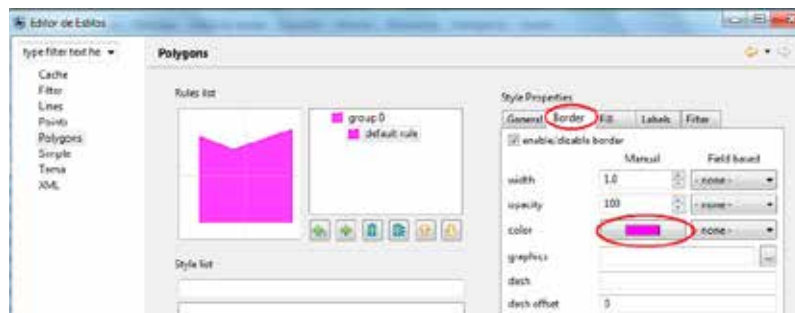 Editor de Estilos
type filter text he
Polygons
Cache
Filter
Lines
Points
Polygons
Simple
Tema
XML
Rules list
group 0
default rule
Style list
Style Properties
General Border Fill Labels Filter
enable/disable border
Manual Field based
width 1.0 - none -
opacity 100 - none -
color - none -
graphics ...
dash
dash offset 0